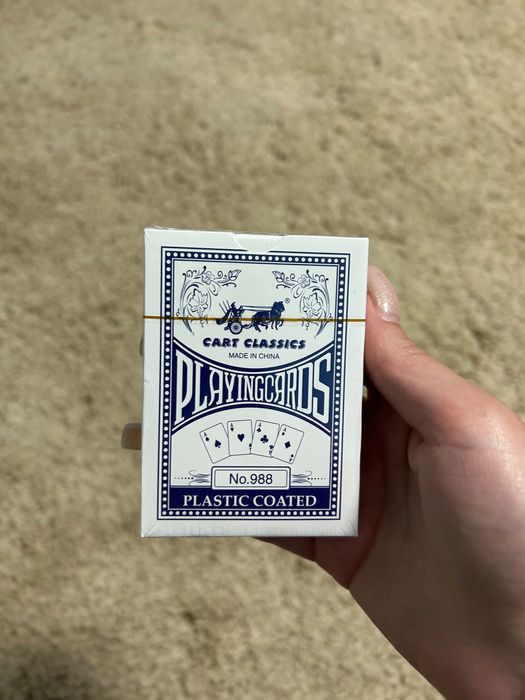 ®
CART CLASSICS
MADE IN CHINA
PLAYINGCARDS
A A A A
No.988
PLASTIC COATED